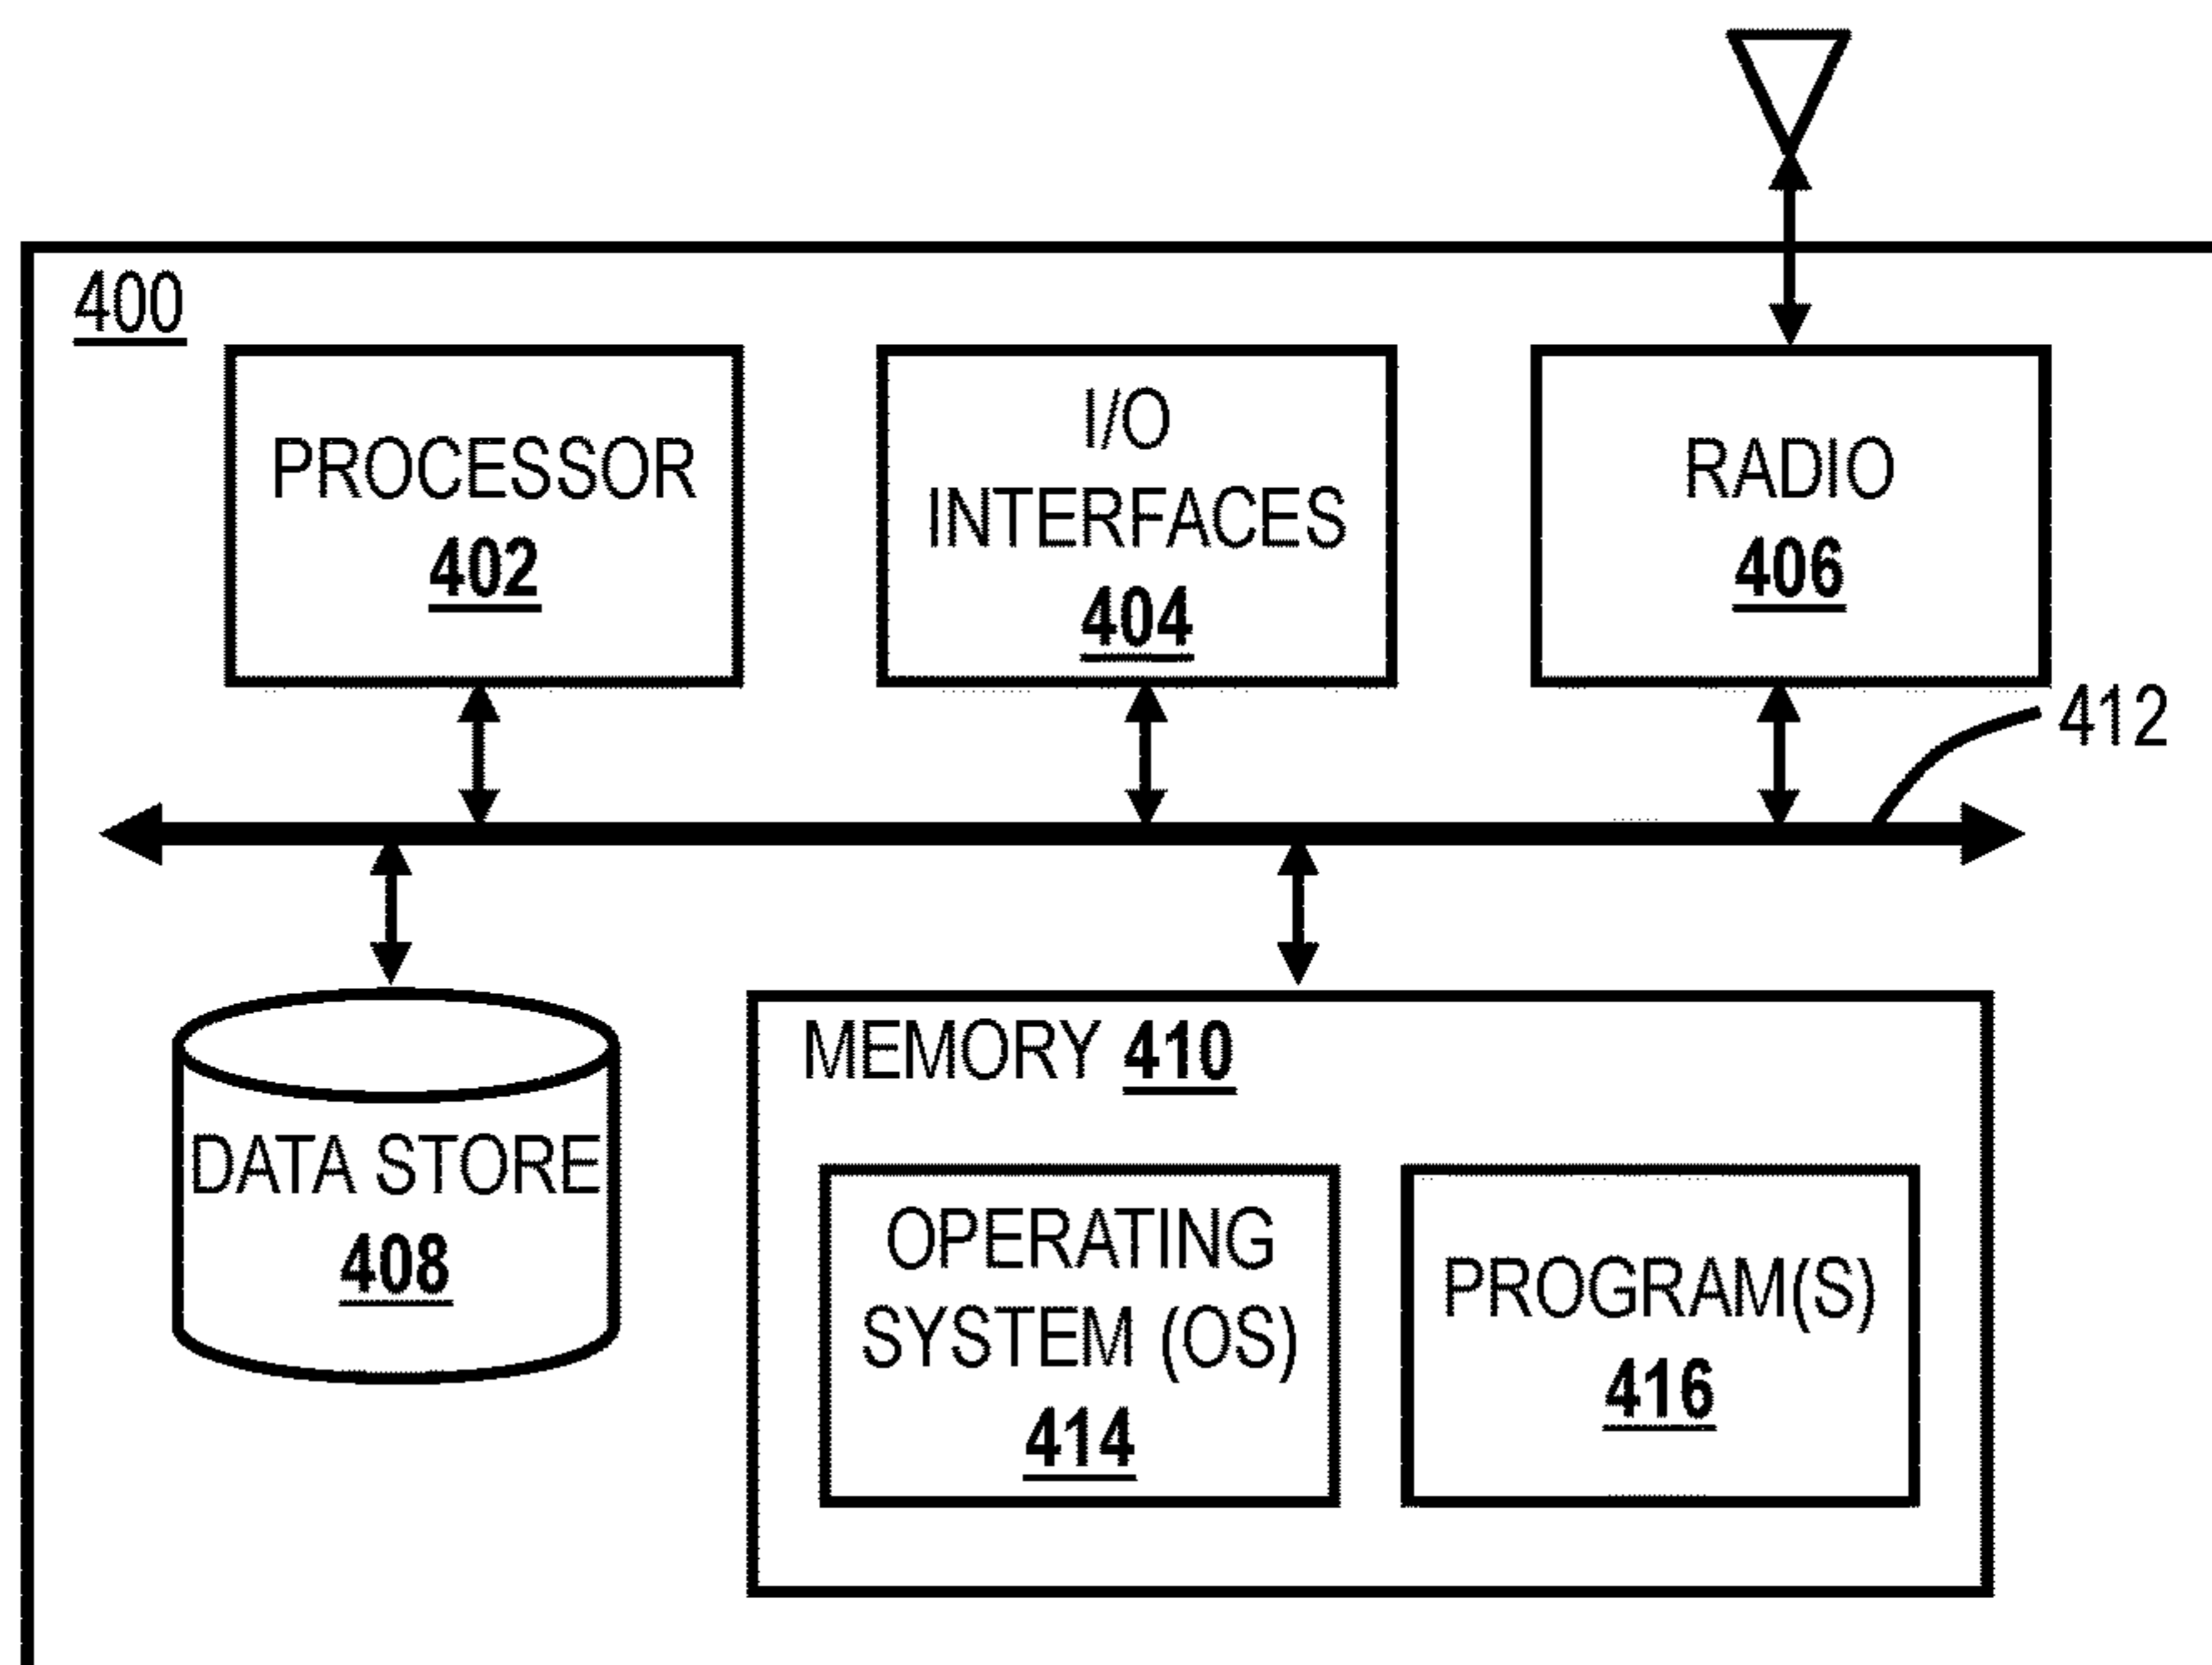 400
PROCESSOR
402
I/O
INTERFACES
404
RADIO
406
412
DATA STORE
408
MEMORY 410
OPERATING
SYSTEM (OS)
414
PROGRAM(S)
416